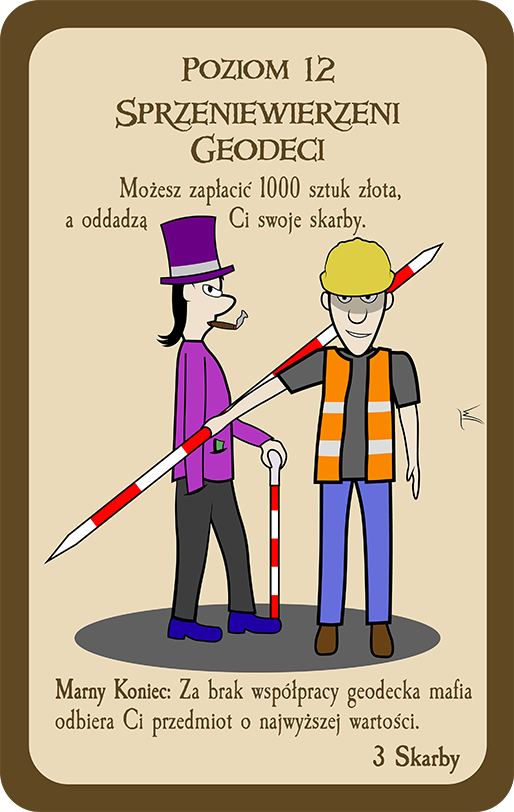 Poziom 12
Sprzeniewierzeni
Geodeci
Możesz zapłacić 1000 sztuk złota,
a oddadzą Ci swoje skarby.
Marny Koniec: Za brak współpracy geodecka mafia
odbiera Ci przedmiot o najwyższej wartości.
3 Skarby